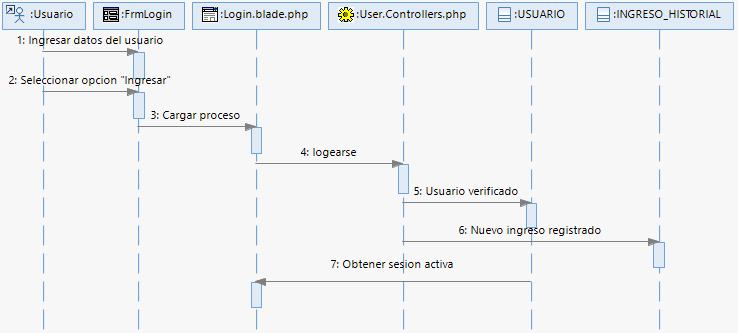 :Usuario
:FrmLogin
:Login.blade.php
:User.Controllers.php
:USUARIO
:INGRESO_HISTORIAL
1: Ingresar datos del usuario
2: Seleccionar opcion "Ingresar"
3: Cargar proceso
4: logearse
5: Usuario verificado
6: Nuevo ingreso registrado
7: Obtener sesion activa